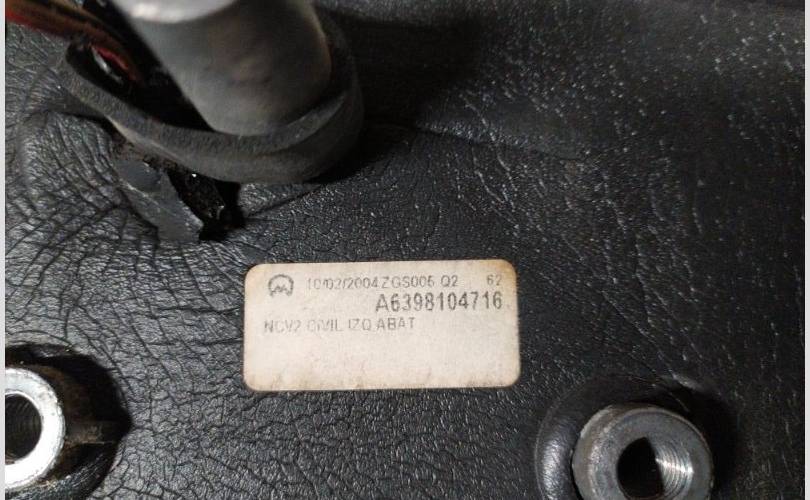 10/02/2004 ZGS005 Q2 62
A6398104716
NCV2 CIVIL IZQ ABAT